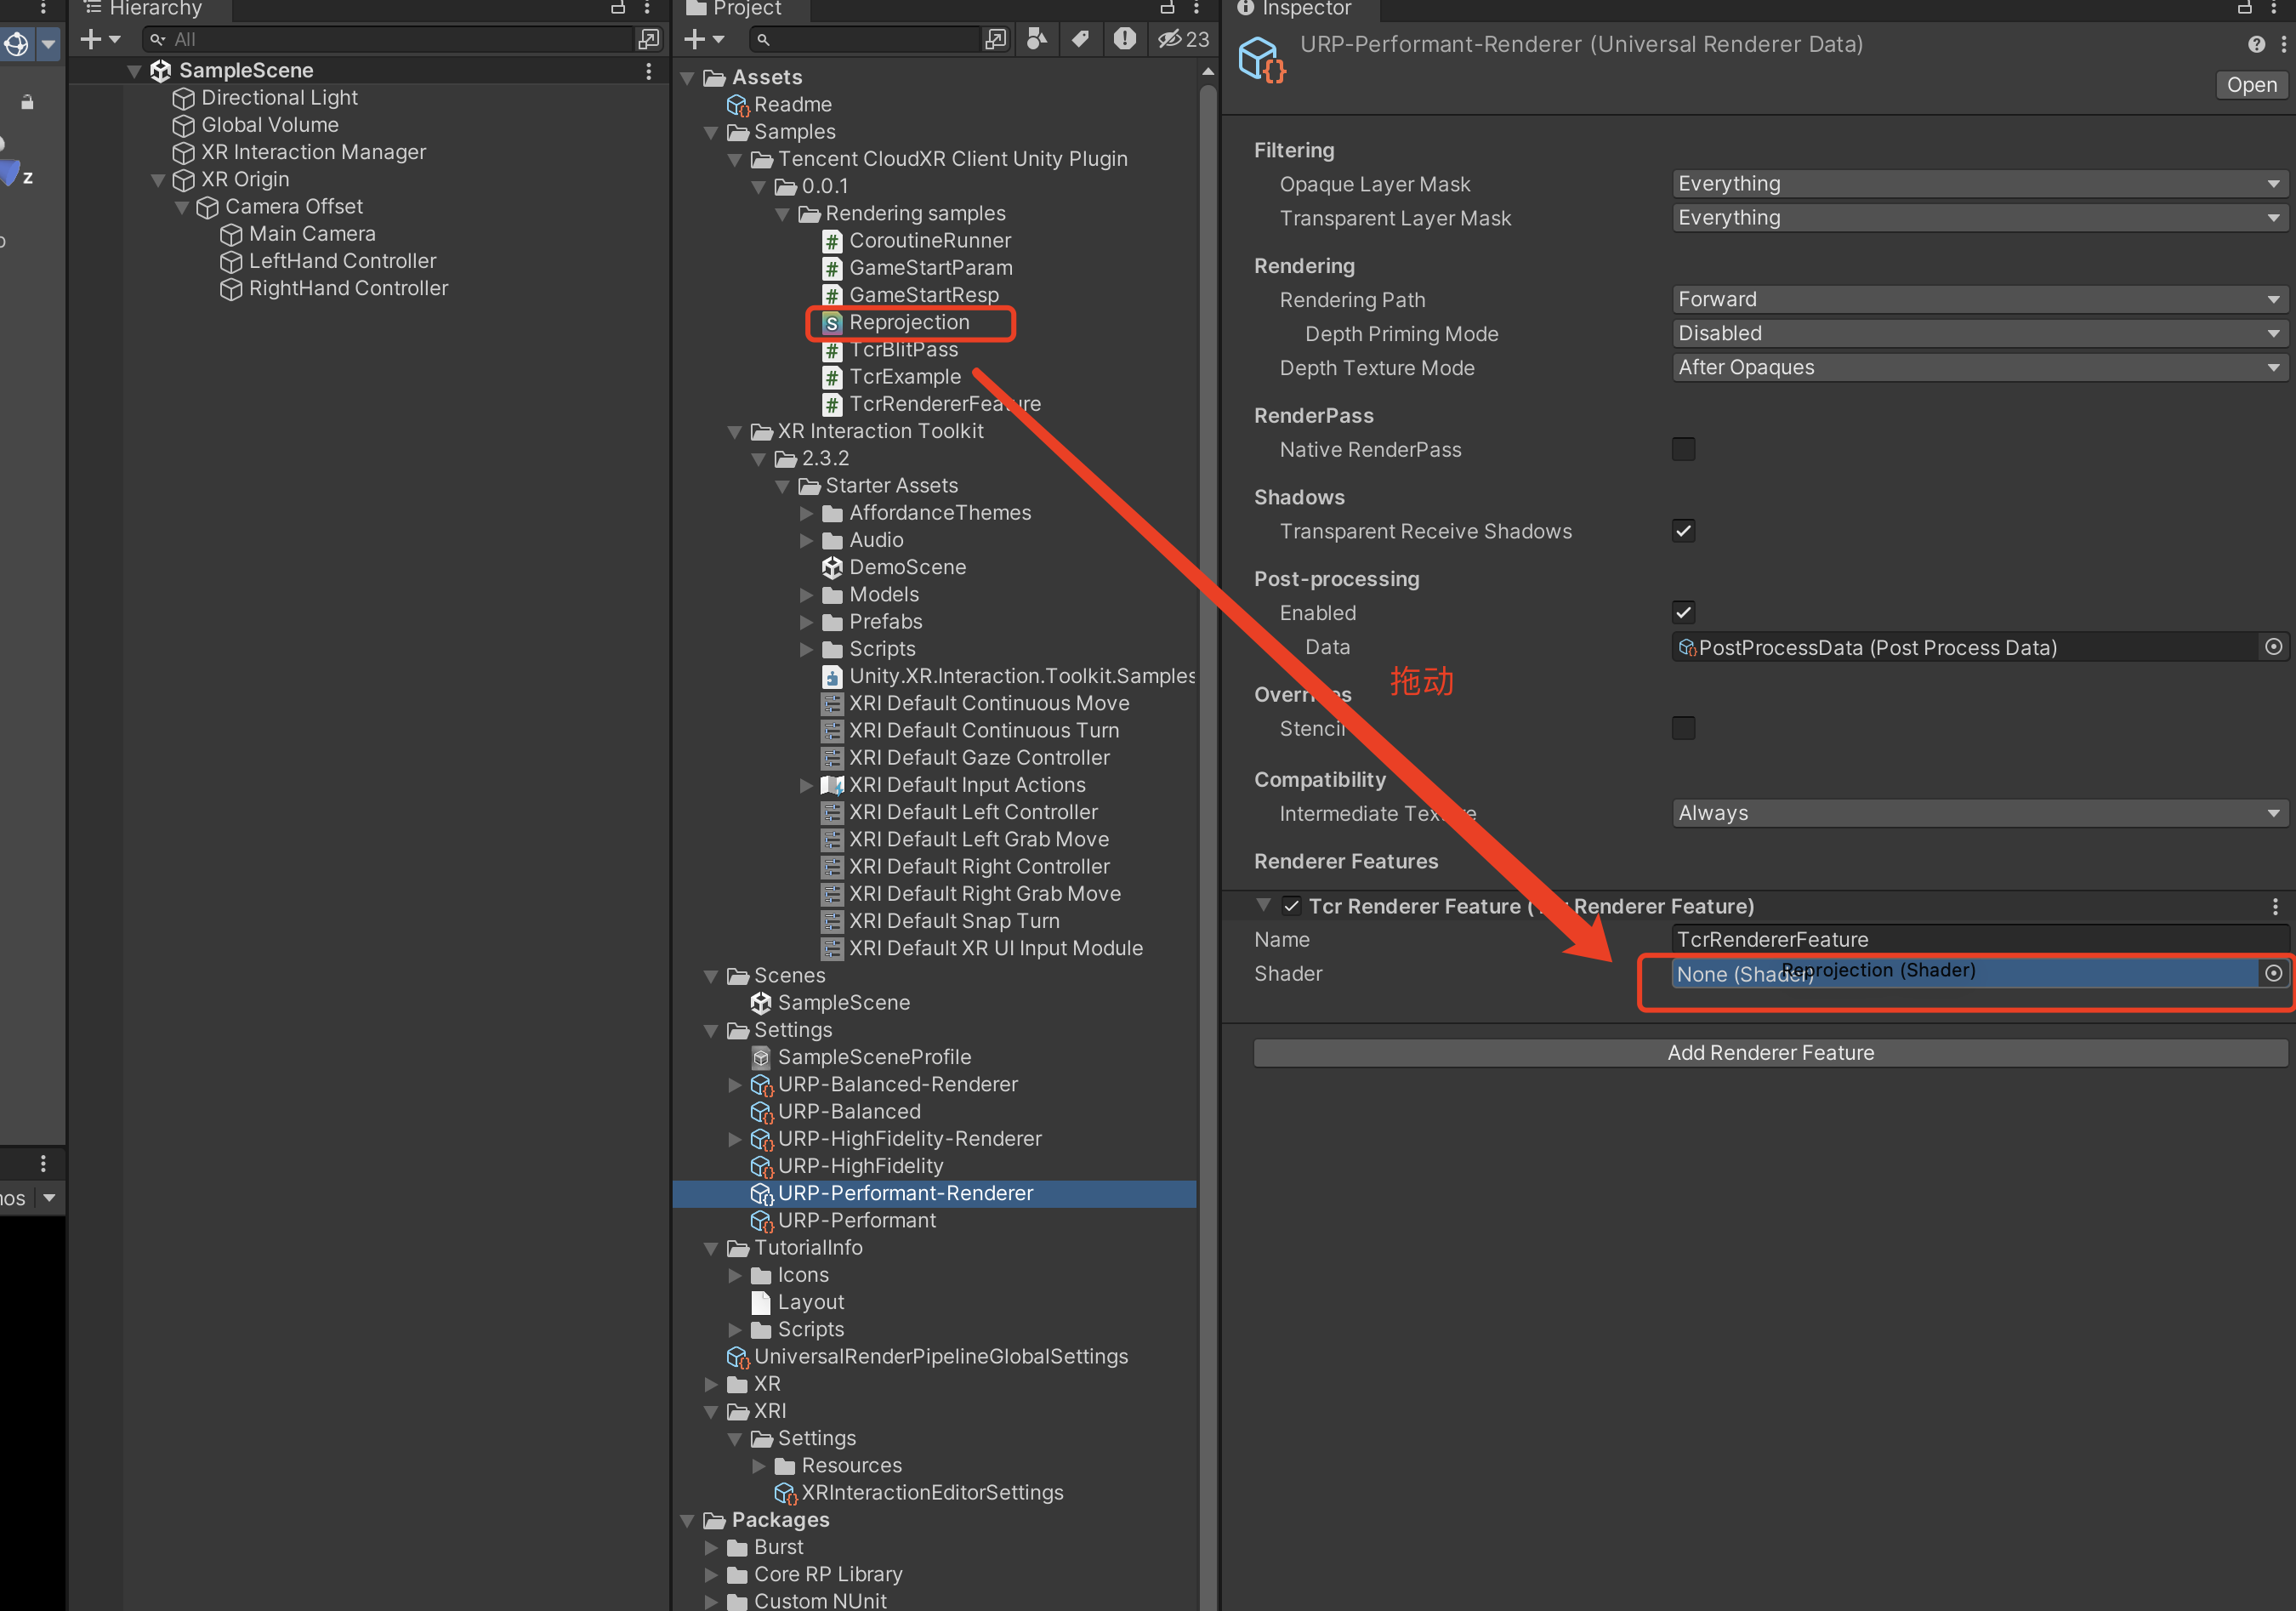 Hierarchy
All
SampleScene
Directional Light
Global Volume
XR Interaction Manager
XR Origin
Camera Offset
Main Camera
LeftHand Controller
RightHand Controller
z
Project
23
Assets
Readme
Samples
Tencent CloudXR Client Unity Plugin
0.0.1
Rendering samples
CoroutineRunner
GameStartParam
GameStartResp
Reprojection
TcrBlitPass
TcrExample
TcrRendererFeature
XR Interaction Toolkit
2.3.2
Starter Assets
AffordanceThemes
Audio
DemoScene
Models
Prefabs
Scripts
Unity.XR.Interaction.Toolkit.Samples
XRI Default Continuous Move
XRI Default Continuous Turn
XRI Default Gaze Controller
XRI Default Input Actions
XRI Default Left Controller
XRI Default Left Grab Move
XRI Default Right Controller
XRI Default Right Grab Move
XRI Default Snap Turn
XRI Default XR UI Input Module
Scenes
SampleScene
Settings
SampleSceneProfile
URP-Balanced-Renderer
URP-Balanced
URP-HighFidelity-Renderer
URP-HighFidelity
URP-Performant-Renderer
URP-Performant
TutorialInfo
Icons
Layout
Scripts
UniversalRenderPipelineGlobalSettings
XR
XRI
Settings
Resources
XRInteractionEditorSettings
Packages
Burst
Core RP Library
Custom NUnit
Inspector
URP-Performant-Renderer (Universal Renderer Data)
Open
Filtering
Opaque Layer Mask Everything
Transparent Layer Mask Everything
Rendering
Rendering Path Forward
Depth Priming Mode Disabled
Depth Texture Mode After Opaques
RenderPass
Native RenderPass
Shadows
Transparent Receive Shadows
Post-processing
Enabled
Data PostProcessData (Post Process Data)
拖动
Overrides
Stencil
Compatibility
Intermediate Texture Always
Renderer Features
Tcr Renderer Feature (Tcr Renderer Feature)
Name TcrRendererFeature
Shader None (Shader)
Reprojection (Shader)
Add Renderer Feature